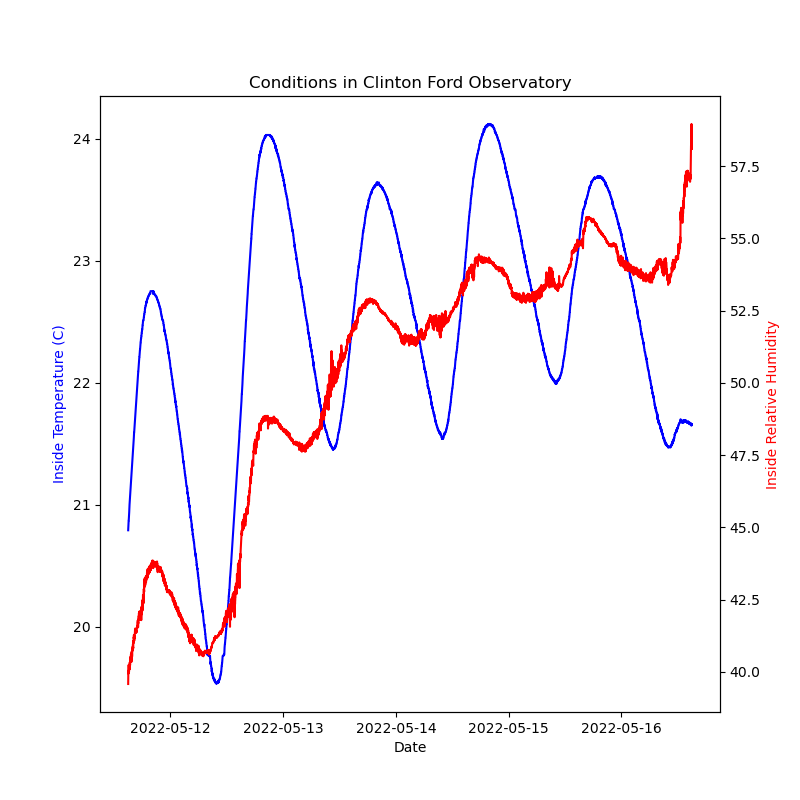 Conditions in Clinton Ford Observatory
Inside Temperature (C)
24
23
22
21
20
57.5
55.0
52.5
50.0
47.5
45.0
42.5
40.0
Inside Relative Humidity
2022-05-12 2022-05-13 2022-05-14 2022-05-15 2022-05-16
Date